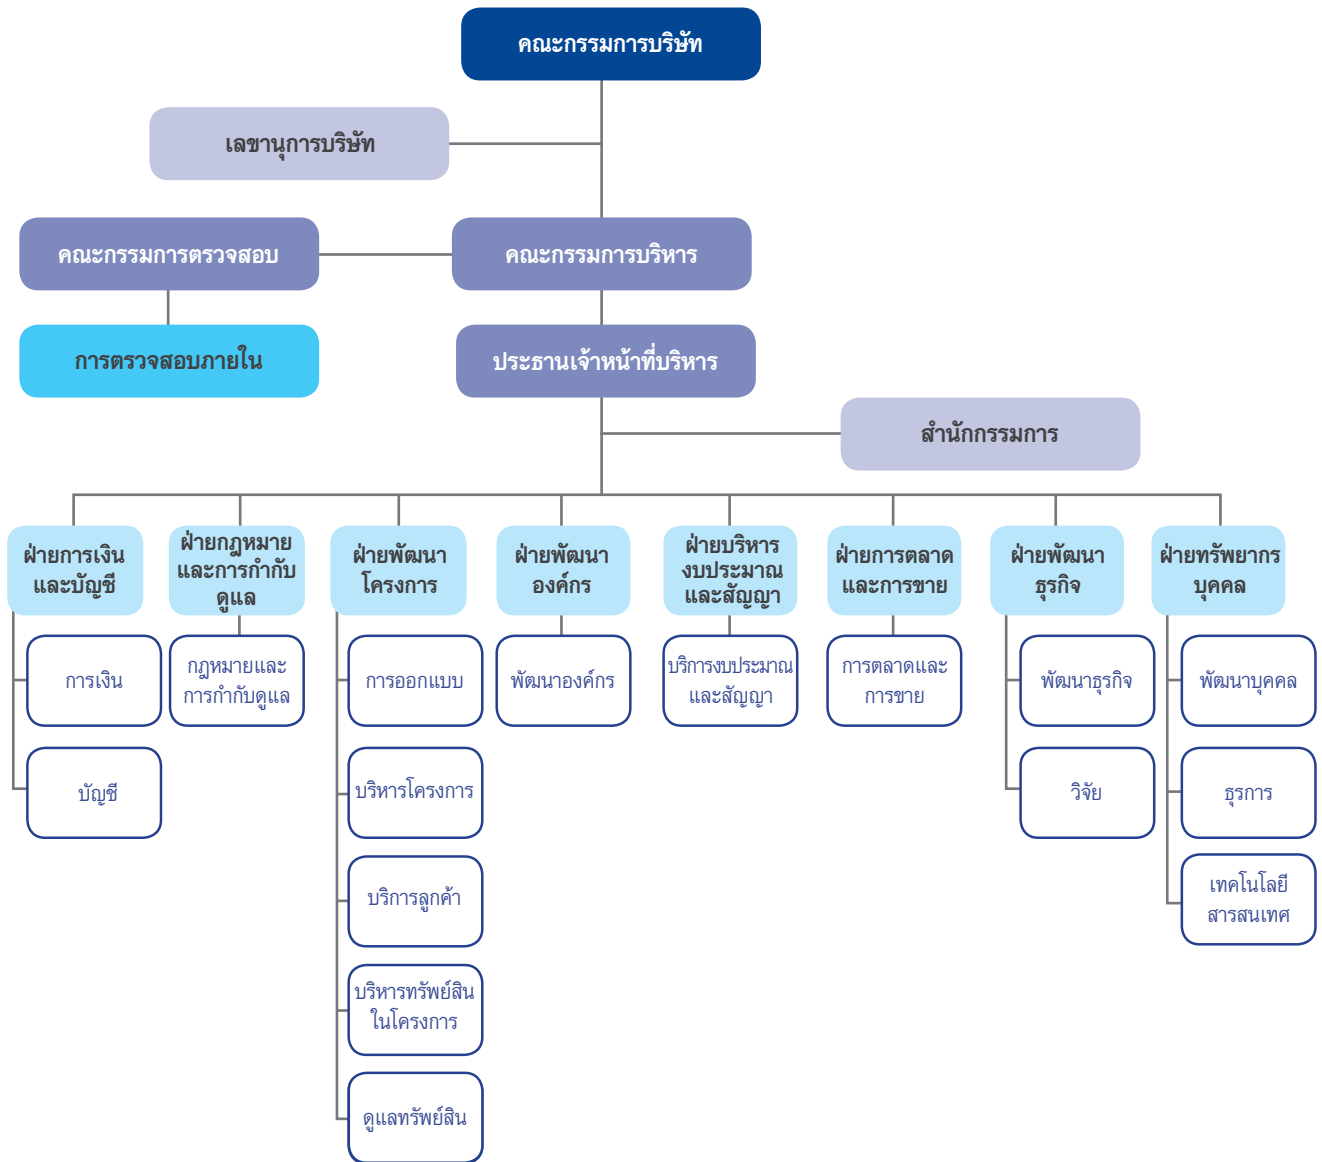 คณะกรรมการบริษัท
เลขานุการบริษัท
คณะกรรมการตรวจสอบ
คณะกรรมการบริหาร
การตรวจสอบภายใน
ประธานเจ้าหน้าที่บริหาร
สำนักกรรมการ
ฝ่ายการเงิน
และบัญชี
ฝ่ายกฎหมาย
และการกำกับ
ดูแล
ฝ่ายพัฒนา
โครงการ
ฝ่ายพัฒนา
องค์กร
ฝ่ายบริหาร
งบประมาณ
และสัญญา
ฝ่ายการตลาด
และการขาย
ฝ่ายพัฒนา
ธุรกิจ
ฝ่ายทรัพยากร
บุคคล
การเงิน
กฎหมายและ
การกำกับดูแล
การออกแบบ
พัฒนาองค์กร
บริการงบประมาณ
และสัญญา
การตลาดและ
การขาย
พัฒนาธุรกิจ
พัฒนาบุคคล
บัญชี
บริหารโครงการ
วิจัย
ธุรการ
บริการลูกค้า
เทคโนโลยี
สารสนเทศ
บริหารทรัพย์สิน
ในโครงการ
ดูแลทรัพย์สิน